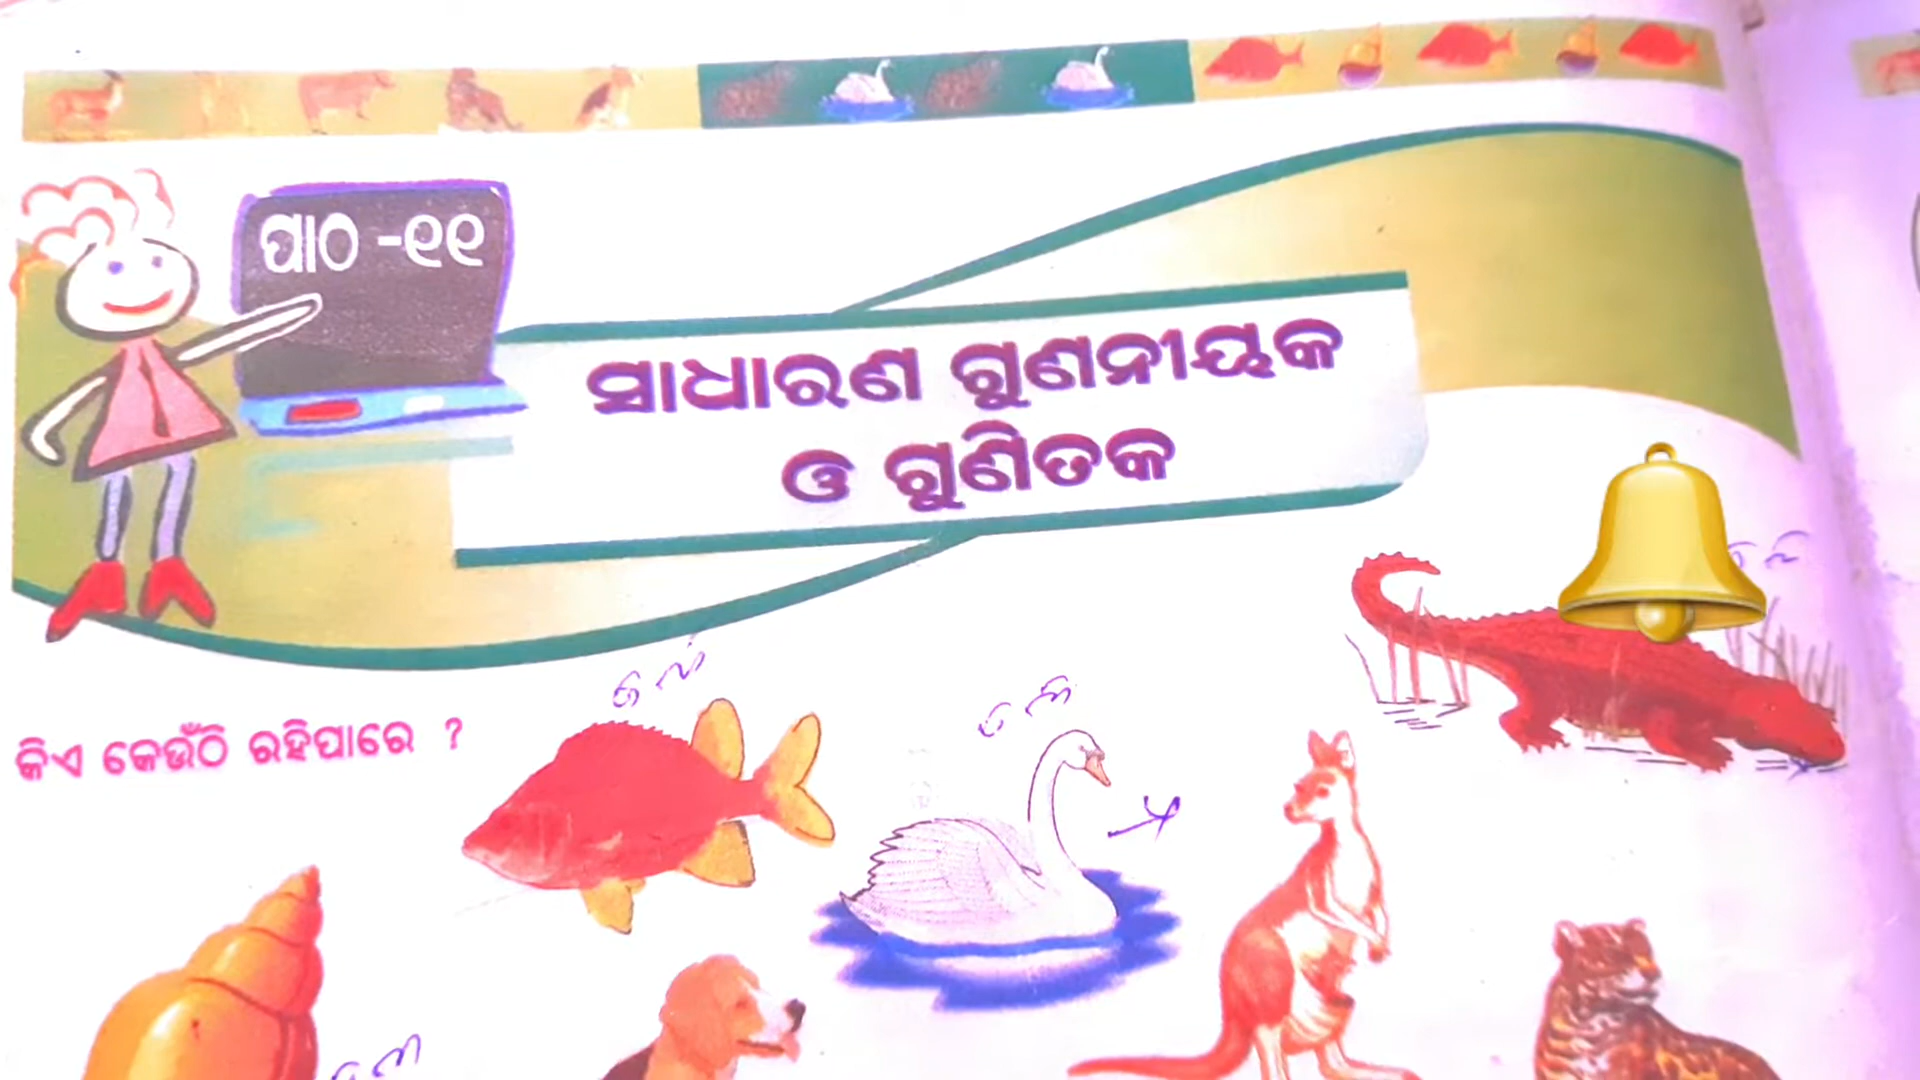 ପାଠ -୧୧
ସାଧାରଣ ଗୁଣନୀୟକ
ଓ ଗୁଣିତକ
କିଏ କେଉଁଠି ରହିପାରେ ?